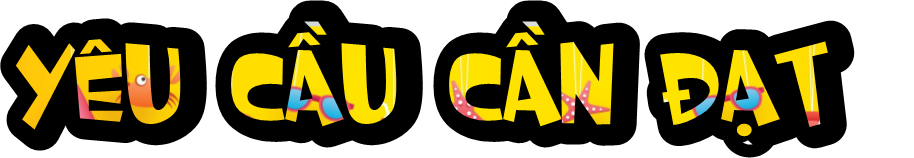 YÊU CẦU CẦN ĐẠT